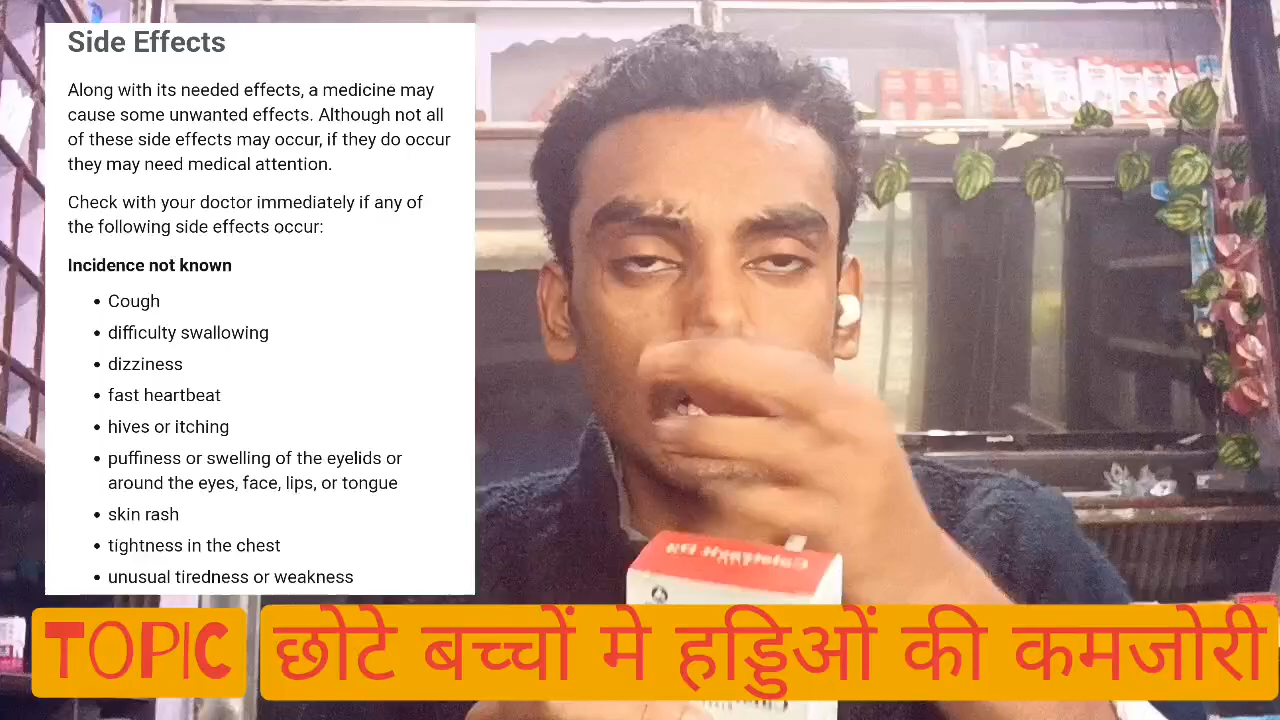 Side Effects
Along with its needed effects, a medicine may
cause some unwanted effects. Although not all
of these side effects may occur, if they do occur
they may need medical attention.
Check with your doctor immediately if any of
the following side effects occur:
Incidence not known
• Cough
• difficulty swallowing
• dizziness
• fast heartbeat
• hives or itching
• puffiness or swelling of the eyelids or
around the eyes, face, lips, or tongue
• skin rash
• tightness in the chest
• unusual tiredness or weakness
TOPIC छोटे बच्चों मे हड्डिओं की कमजोरी